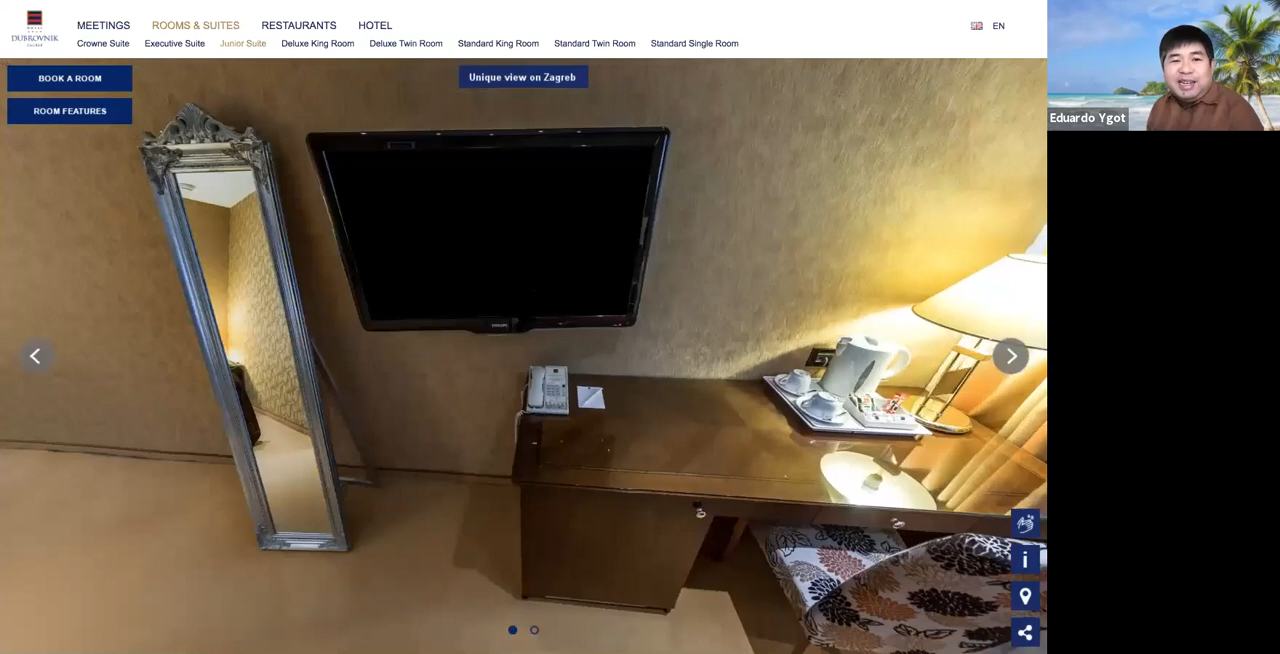 MEETINGS ROOMS & SUITES RESTAURANTS HOTEL EN
HOTEL
DUBROVNIK
ZAGREB
Crowne Suite Executive Suite Junior Suite Deluxe King Room Deluxe Twin Room Standard King Room Standard Twin Room Standard Single Room
BOOK A ROOM
Unique view on Zagreb
ROOM FEATURES
Eduardo Ygot
PHILIPS
i